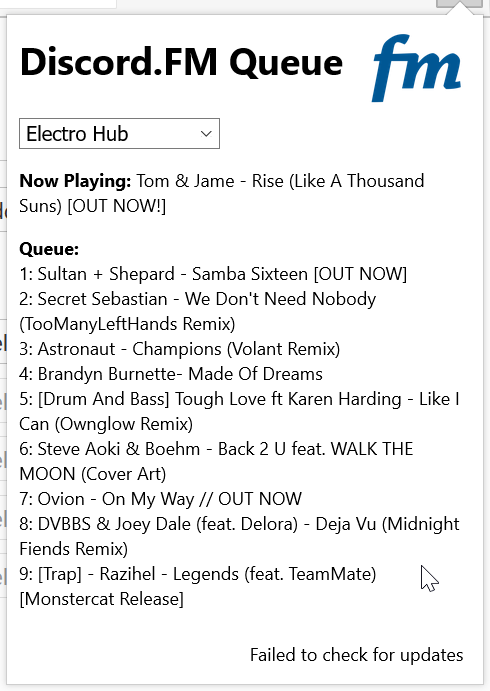 Discord.FM Queue
fm
Electro Hub
Now Playing: Tom & Jame - Rise (Like A Thousand
Suns) [OUT NOW!]
Queue:
1: Sultan + Shepard - Samba Sixteen [OUT NOW]
2: Secret Sebastian - We Don't Need Nobody
(TooManyLeftHands Remix)
3: Astronaut - Champions (Volant Remix)
4: Brandyn Burnette- Made Of Dreams
5: [Drum And Bass] Tough Love ft Karen Harding - Like I
Can (Ownglow Remix)
6: Steve Aoki & Boehm - Back 2 U feat. WALK THE
MOON (Cover Art)
7: Ovion - On My Way // OUT NOW
8: DVBBS & Joey Dale (feat. Delora) - Deja Vu (Midnight
Fiends Remix)
9: [Trap] - Razihel - Legends (feat. TeamMate)
[Monstercat Release]
Failed to check for updates